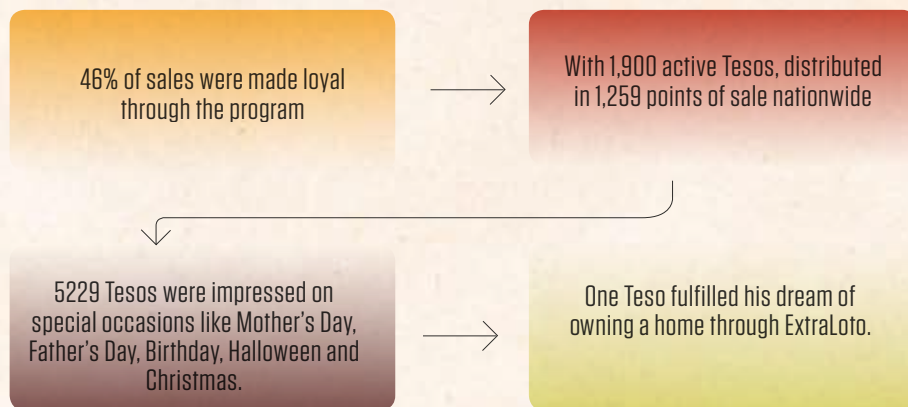 46% of sales were made loyal
through the program
With 1,900 active Tesos, distributed
in 1,259 points of sale nationwide
5229 Tesos were impressed on
special occasions like Mother's Day,
Father's Day, Birthday, Halloween and
Christmas.
One Teso fulfilled his dream of
owning a home through ExtraLoto.